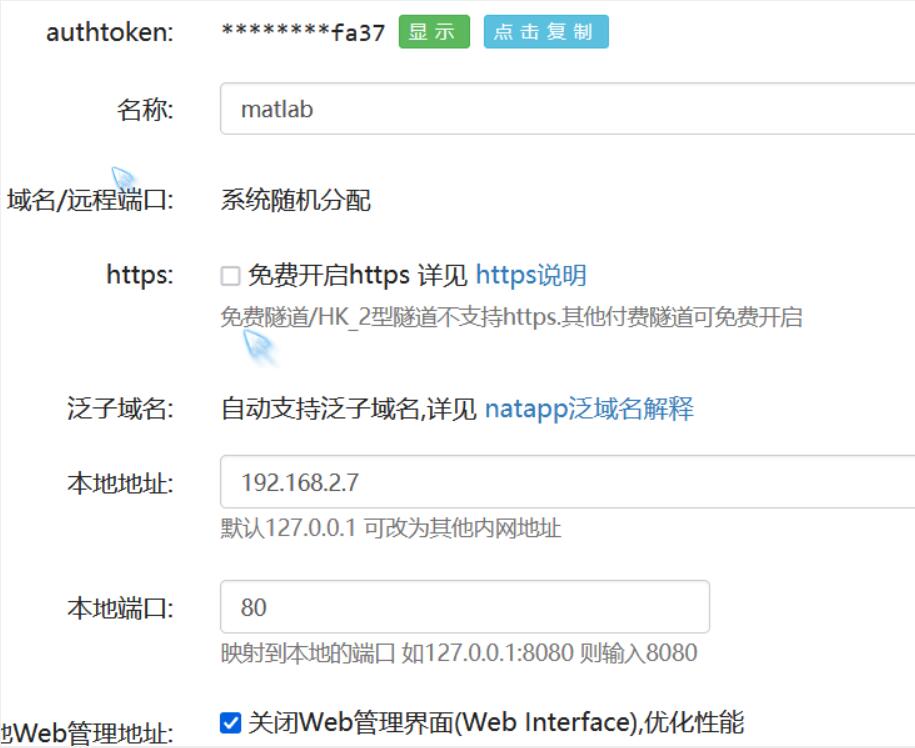 authtoken: ********fa37 显示 点击复制
名称: matlab
域名/远程端口: 系统随机分配
https: 免费开启https 详见 https说明
免费隧道/HK_2型隧道不支持https.其他付费隧道可免费开启
泛子域名: 自动支持泛子域名,详见 natapp泛域名解释
本地地址: 192.168.2.7
默认127.0.0.1 可改为其他内网地址
本地端口: 80
映射到本地的端口 如127.0.0.1:8080 则输入8080
Web管理地址: 关闭Web管理界面(Web Interface),优化性能